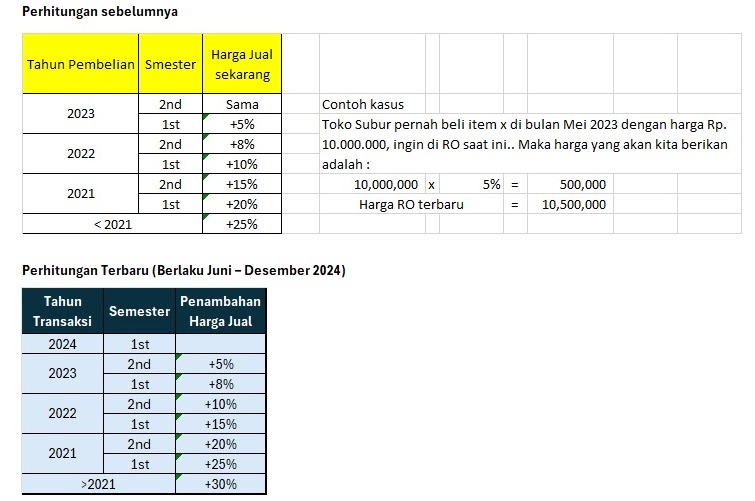 Perhitungan sebelumnya
Tahun Pembelian Smester Harga Jual sekarang
2023 2nd Sama
1st +5%
2022 2nd +8%
1st +10%
2021 2nd +15%
1st +20%
< 2021 +25%
Contoh kasus
Toko Subur pernah beli item x di bulan Mei 2023 dengan harga Rp.
10.000.000, ingin di RO saat ini.. Maka harga yang akan kita berikan
adalah :
10,000,000 x 5% = 500,000
Harga RO terbaru = 10,500,000
Perhitungan Terbaru (Berlaku Juni – Desember 2024)
Tahun Transaksi Semester Penambahan Harga Jual
2024 1st
2023 2nd +5%
1st +8%
2022 2nd +10%
1st +15%
2021 2nd +20%
1st +25%
>2021 +30%